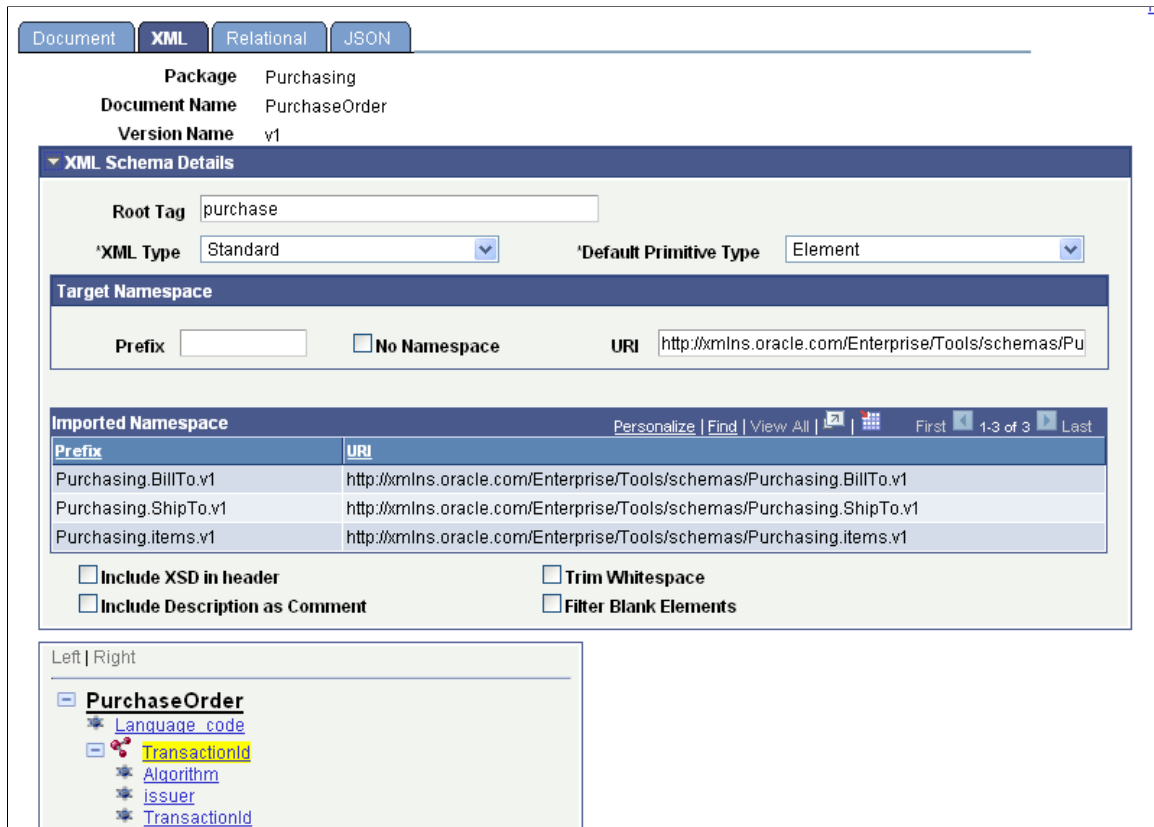 Document XML Relational JSON
Package Purchasing
Document Name PurchaseOrder
Version Name v1
XML Schema Details
Root Tag purchase
*XML Type Standard *Default Primitive Type Element
Target Namespace
Prefix No Namespace URI http://xmlns.oracle.com/Enterprise/Tools/schemas/Pu
Imported Namespace Personalize | Find | View All | | First 1-3 of 3 Last
Prefix URI
Purchasing.BillTo.v1 http://xmlns.oracle.com/Enterprise/Tools/schemas/Purchasing.BillTo.v1
Purchasing.ShipTo.v1 http://xmlns.oracle.com/Enterprise/Tools/schemas/Purchasing.ShipTo.v1
Purchasing.items.v1 http://xmlns.oracle.com/Enterprise/Tools/schemas/Purchasing.items.v1
Include XSD in header Trim Whitespace
Include Description as Comment Filter Blank Elements
Left | Right
PurchaseOrder
Language_code
TransactionId
Algorithm
issuer
TransactionId